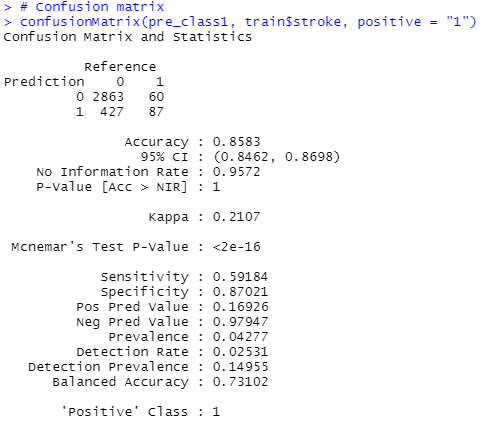 > # Confusion matrix
> confusionMatrix(pre_class1, train$stroke, positive = "1")
Confusion Matrix and Statistics
Reference
Prediction 0 1
0 2863 60
1 427 87
Accuracy : 0.8583
95% CI : (0.8462, 0.8698)
No Information Rate : 0.9572
P-Value [Acc > NIR] : 1
Kappa : 0.2107
Mcnemar's Test P-Value : <2e-16
Sensitivity : 0.59184
Specificity : 0.87021
Pos Pred Value : 0.16926
Neg Pred Value : 0.97947
Prevalence : 0.04277
Detection Rate : 0.02531
Detection Prevalence : 0.14955
Balanced Accuracy : 0.73102
'Positive' Class : 1